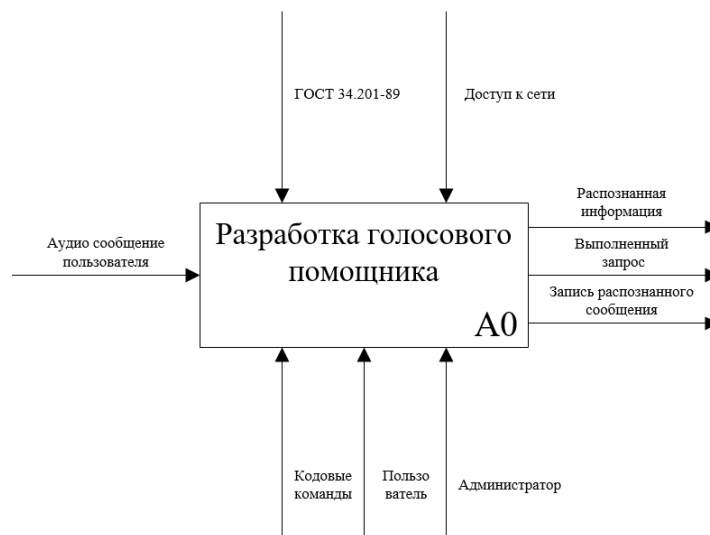 ГОСТ 34.201-89
Доступ к сети
Распознанная
информация
Аудио сообщение
пользователя
Разработка голосового
помощника
A0
Выполненный
запрос
Запись распознанного
сообщения
Кодовые
команды
Пользо
ватель
Администратор